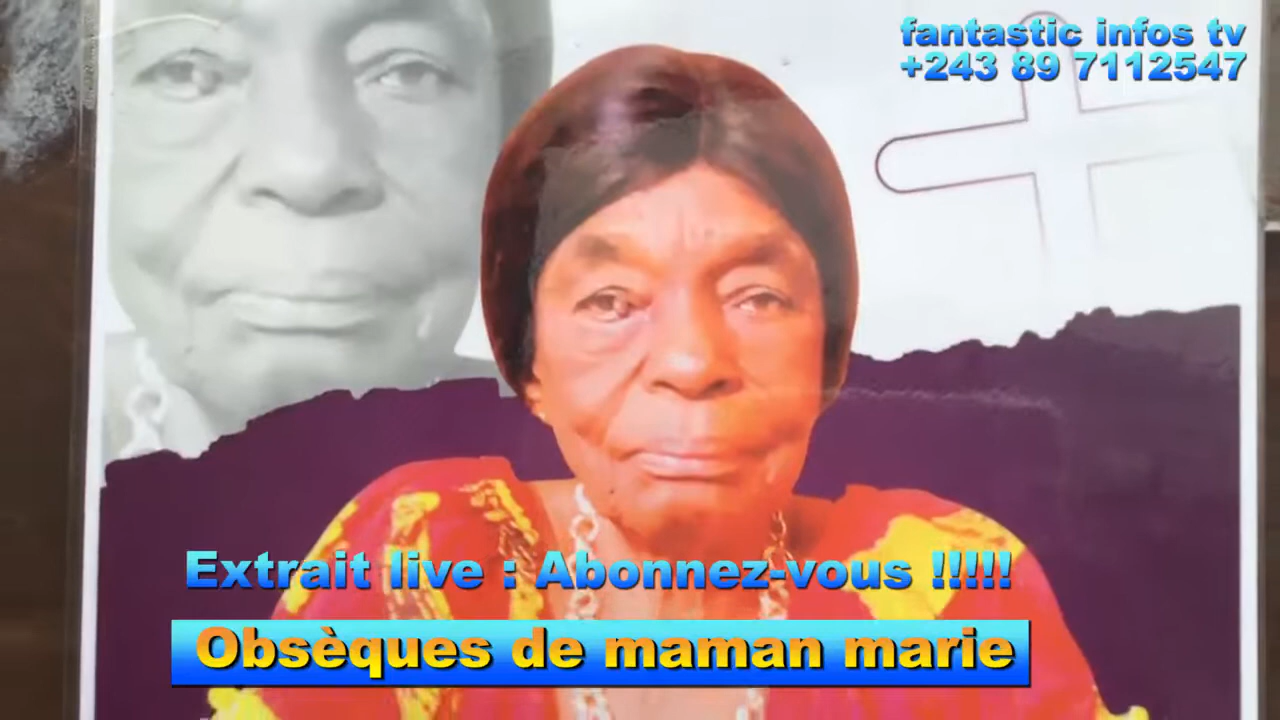 fantastic infos tv
+243 89 7112547
Extrait live : Abonnez-vous !!!!!
Obsèques de maman marie